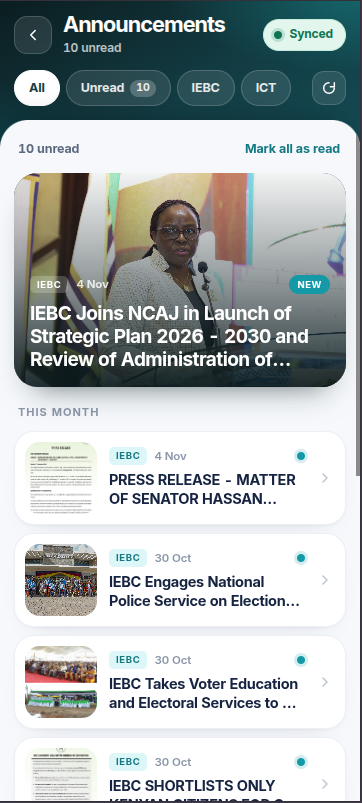 Announcements
10 unread
Synced
All
Unread 10
IEBC
ICT
10 unread
Mark all as read
IEBC 4 Nov
NEW
IEBC Joins NCAJ in Launch of
Strategic Plan 2026 - 2030 and
Review of Administration of...
THIS MONTH
IEBC 4 Nov
PRESS RELEASE - MATTER
OF SENATOR HASSAN...
IEBC 30 Oct
IEBC Engages National
Police Service on Election...
IEBC 30 Oct
IEBC Takes Voter Education
and Electoral Services to ...
IEBC 30 Oct
IEBC SHORTLISTS ONLY